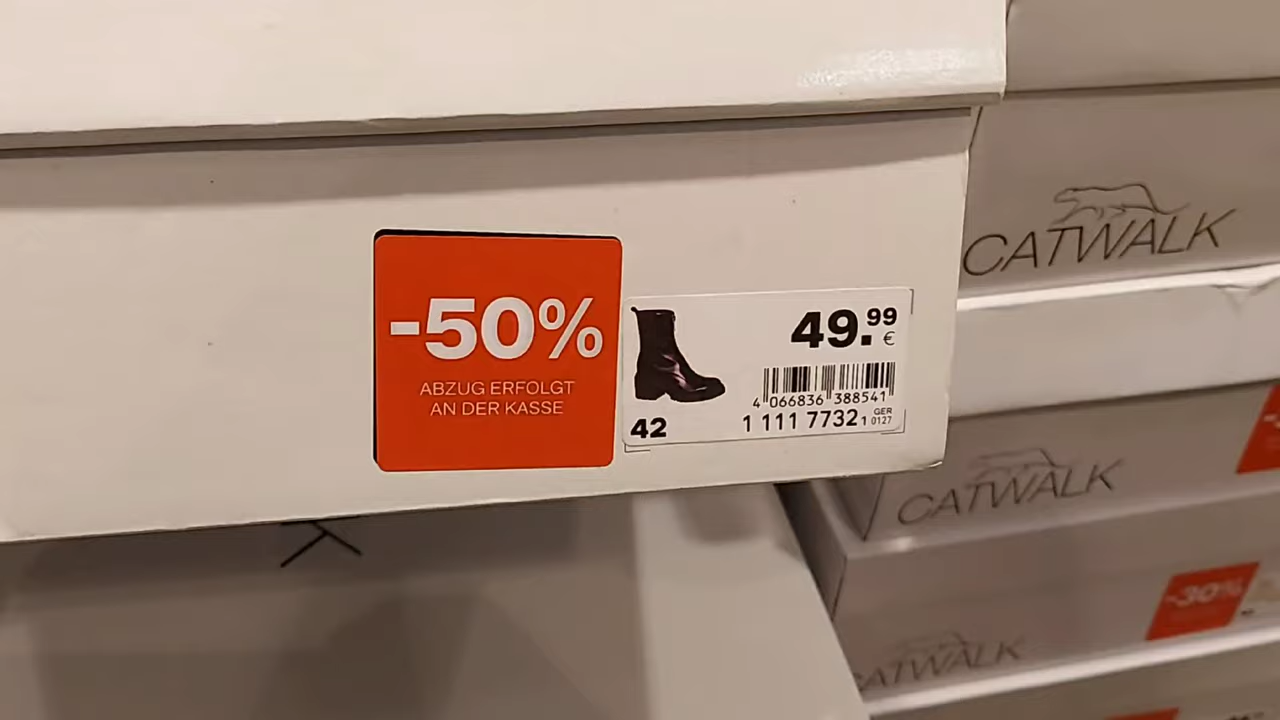 -50%
ABZUG ERFOLGT
AN DER KASSE
49.99
€
4 066836 388541
42
1 111 7732 1
GER
0127
CATWALK
CATWALK
-30%
CATWALK